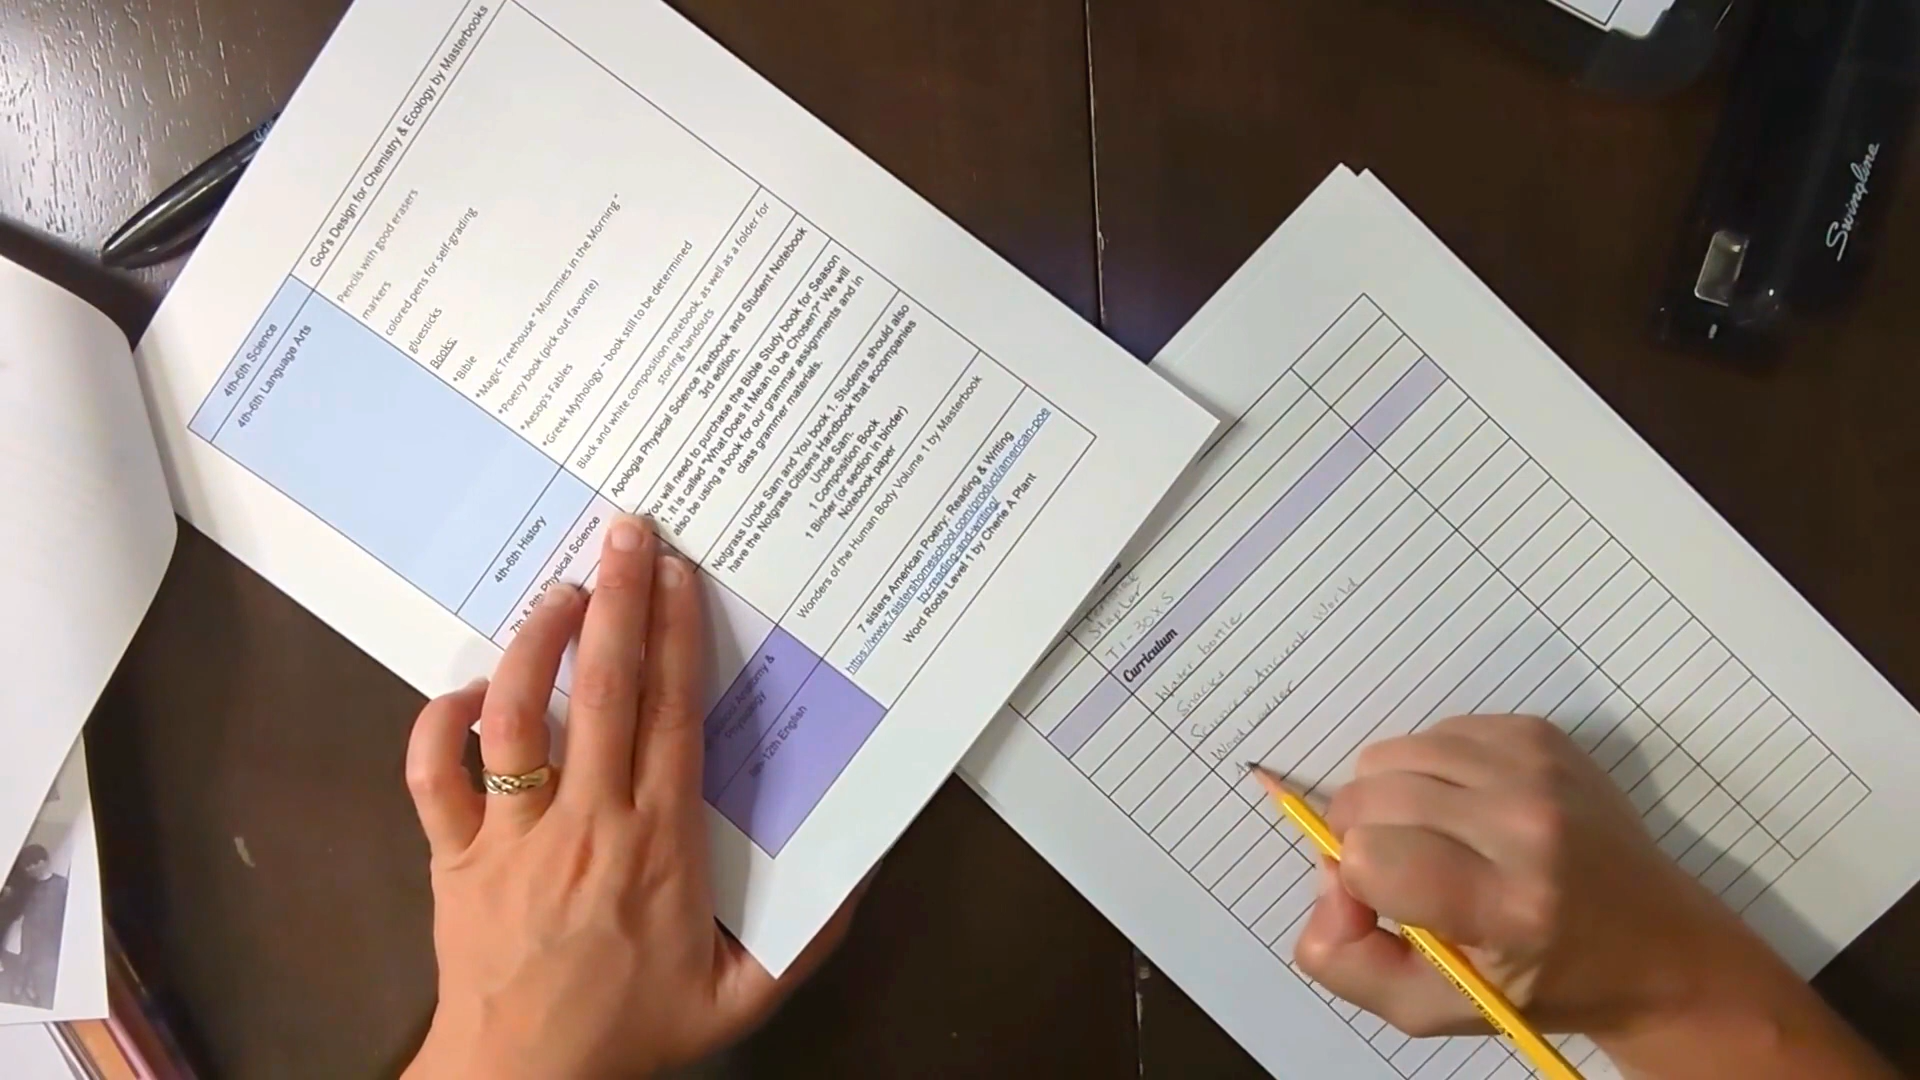 4th-6th Science
God's Design for Chemistry & Ecology by Masterbooks
4th-6th Language Arts
Pencils with good erasers
markers
colored pens for self-grading
gluesticks
Books:
*Bible
*Magic Treehouse " Mummies in the Morning "
*Poetry book (pick out favorite)
*Aesop's Fables
*Greek Mythology - book still to be determined
4th-6th History
Black and white composition notebook, as well as a folder for
storing handouts
7th & 8th Physical Science
Apologia Physical Science Textbook and Student Notebook
3rd edition.
You will need to purchase the Bible Study book for Season
1. It is called "What Does it Mean to be Chosen?" We will
also be using a book for our grammar assignments and in
class grammer materials.
Notgrass Uncle Sam and You book 1. Students should also
have the Notgrass Citizens Handbook that accompanies
Uncle Sam.
1 Composition Book
1 Binder (or section in binder)
Notebook paper
Anatomy &
Physiology
Wonders of the Human Body Volume 1 by Masterbook
12th English
7 sisters American Poetry: Reading & Writing
https://www.7sistershomeschool.com/product/american-poe
try-reading-and-writing/
Word Roots Level 1 by Cherie A Plant
Stapler
TI-30XS
Curriculum
Water bottle
Snacks
Science in Ancient World
Word Ladder
A
Swingline